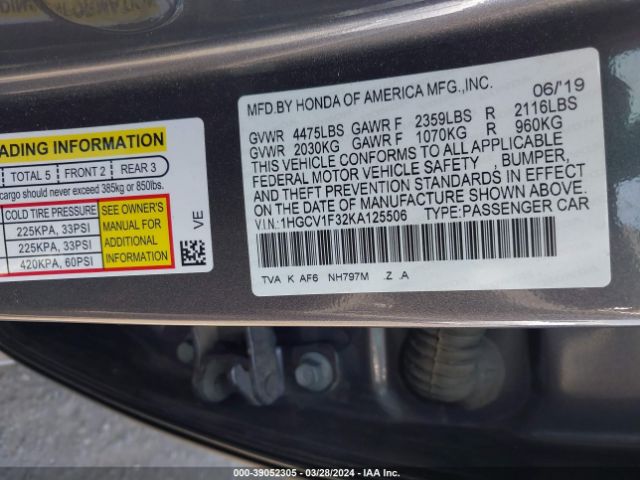 MFD.BY HONDA OF AMERICA MFG.,INC. 06/'19
GVWR 4475LBS GAWR F 2359LBS R 2116LBS
GVWR 2030KG GAWR F 1070KG R 960KG
THIS VEHICLE CONFORMS TO ALL APPLICABLE
FEDERAL MOTOR VEHICLE SAFETY , BUMPER,
AND THEFT PREVENTION STANDARDS IN EFFECT
ON THE DATE OF MANUFACTURE SHOWN ABOVE.
V.I.N.: 1HGCV1F32KA125506 TYPE:PASSENGER CAR
TVA K AF6 NH797M .Z .A
ADING INFORMATION
TOTAL 5 FRONT 2 REAR 3
cargo should never exceed 385kg or 850lbs.
COLD TIRE PRESSURE
225KPA, 33PSI
225KPA, 33PSI
420KPA, 60PSI
SEE OWNER'S
MANUAL FOR
ADDITIONAL
INFORMATION
VE
000-39052305 - 03/28/2024 - IAA Inc.